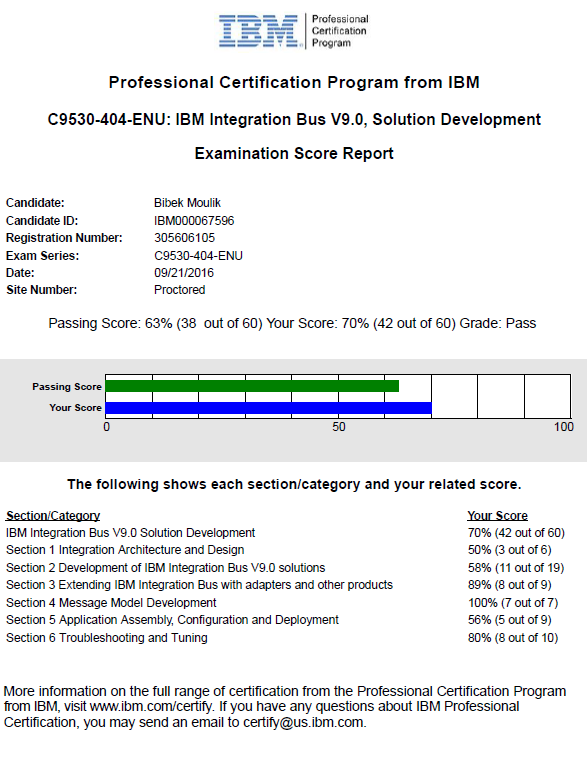 IBM Professional
Certification
Program
Professional Certification Program from IBM
C9530-404-ENU: IBM Integration Bus V9.0, Solution Development
Examination Score Report
Candidate: Bibek Moulik
Candidate ID: IBM000067596
Registration Number: 305606105
Exam Series: C9530-404-ENU
Date: 09/21/2016
Site Number: Proctored
Passing Score: 63% (38 out of 60) Your Score: 70% (42 out of 60) Grade: Pass
Passing Score
Your Score
0 50 100
The following shows each section/category and your related score.
Section/Category Your Score
IBM Integration Bus V9.0 Solution Development 70% (42 out of 60)
Section 1 Integration Architecture and Design 50% (3 out of 6)
Section 2 Development of IBM Integration Bus V9.0 solutions 58% (11 out of 19)
Section 3 Extending IBM Integration Bus with adapters and other products 89% (8 out of 9)
Section 4 Message Model Development 100% (7 out of 7)
Section 5 Application Assembly, Configuration and Deployment 56% (5 out of 9)
Section 6 Troubleshooting and Tuning 80% (8 out of 10)
More information on the full range of certification from the Professional Certification Program
from IBM, visit www.ibm.com/certify. If you have any questions about IBM Professional
Certification, you may send an email to certify@us.ibm.com.